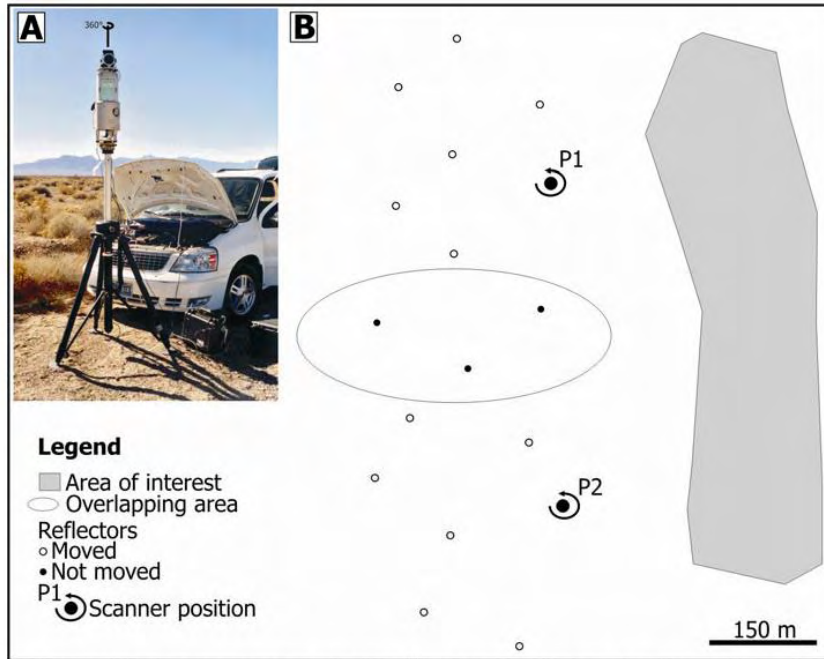 A
360°
B
P1
P2
Legend
Area of interest
Overlapping area
Reflectors
Moved
Not moved
P1
Scanner position
150 m